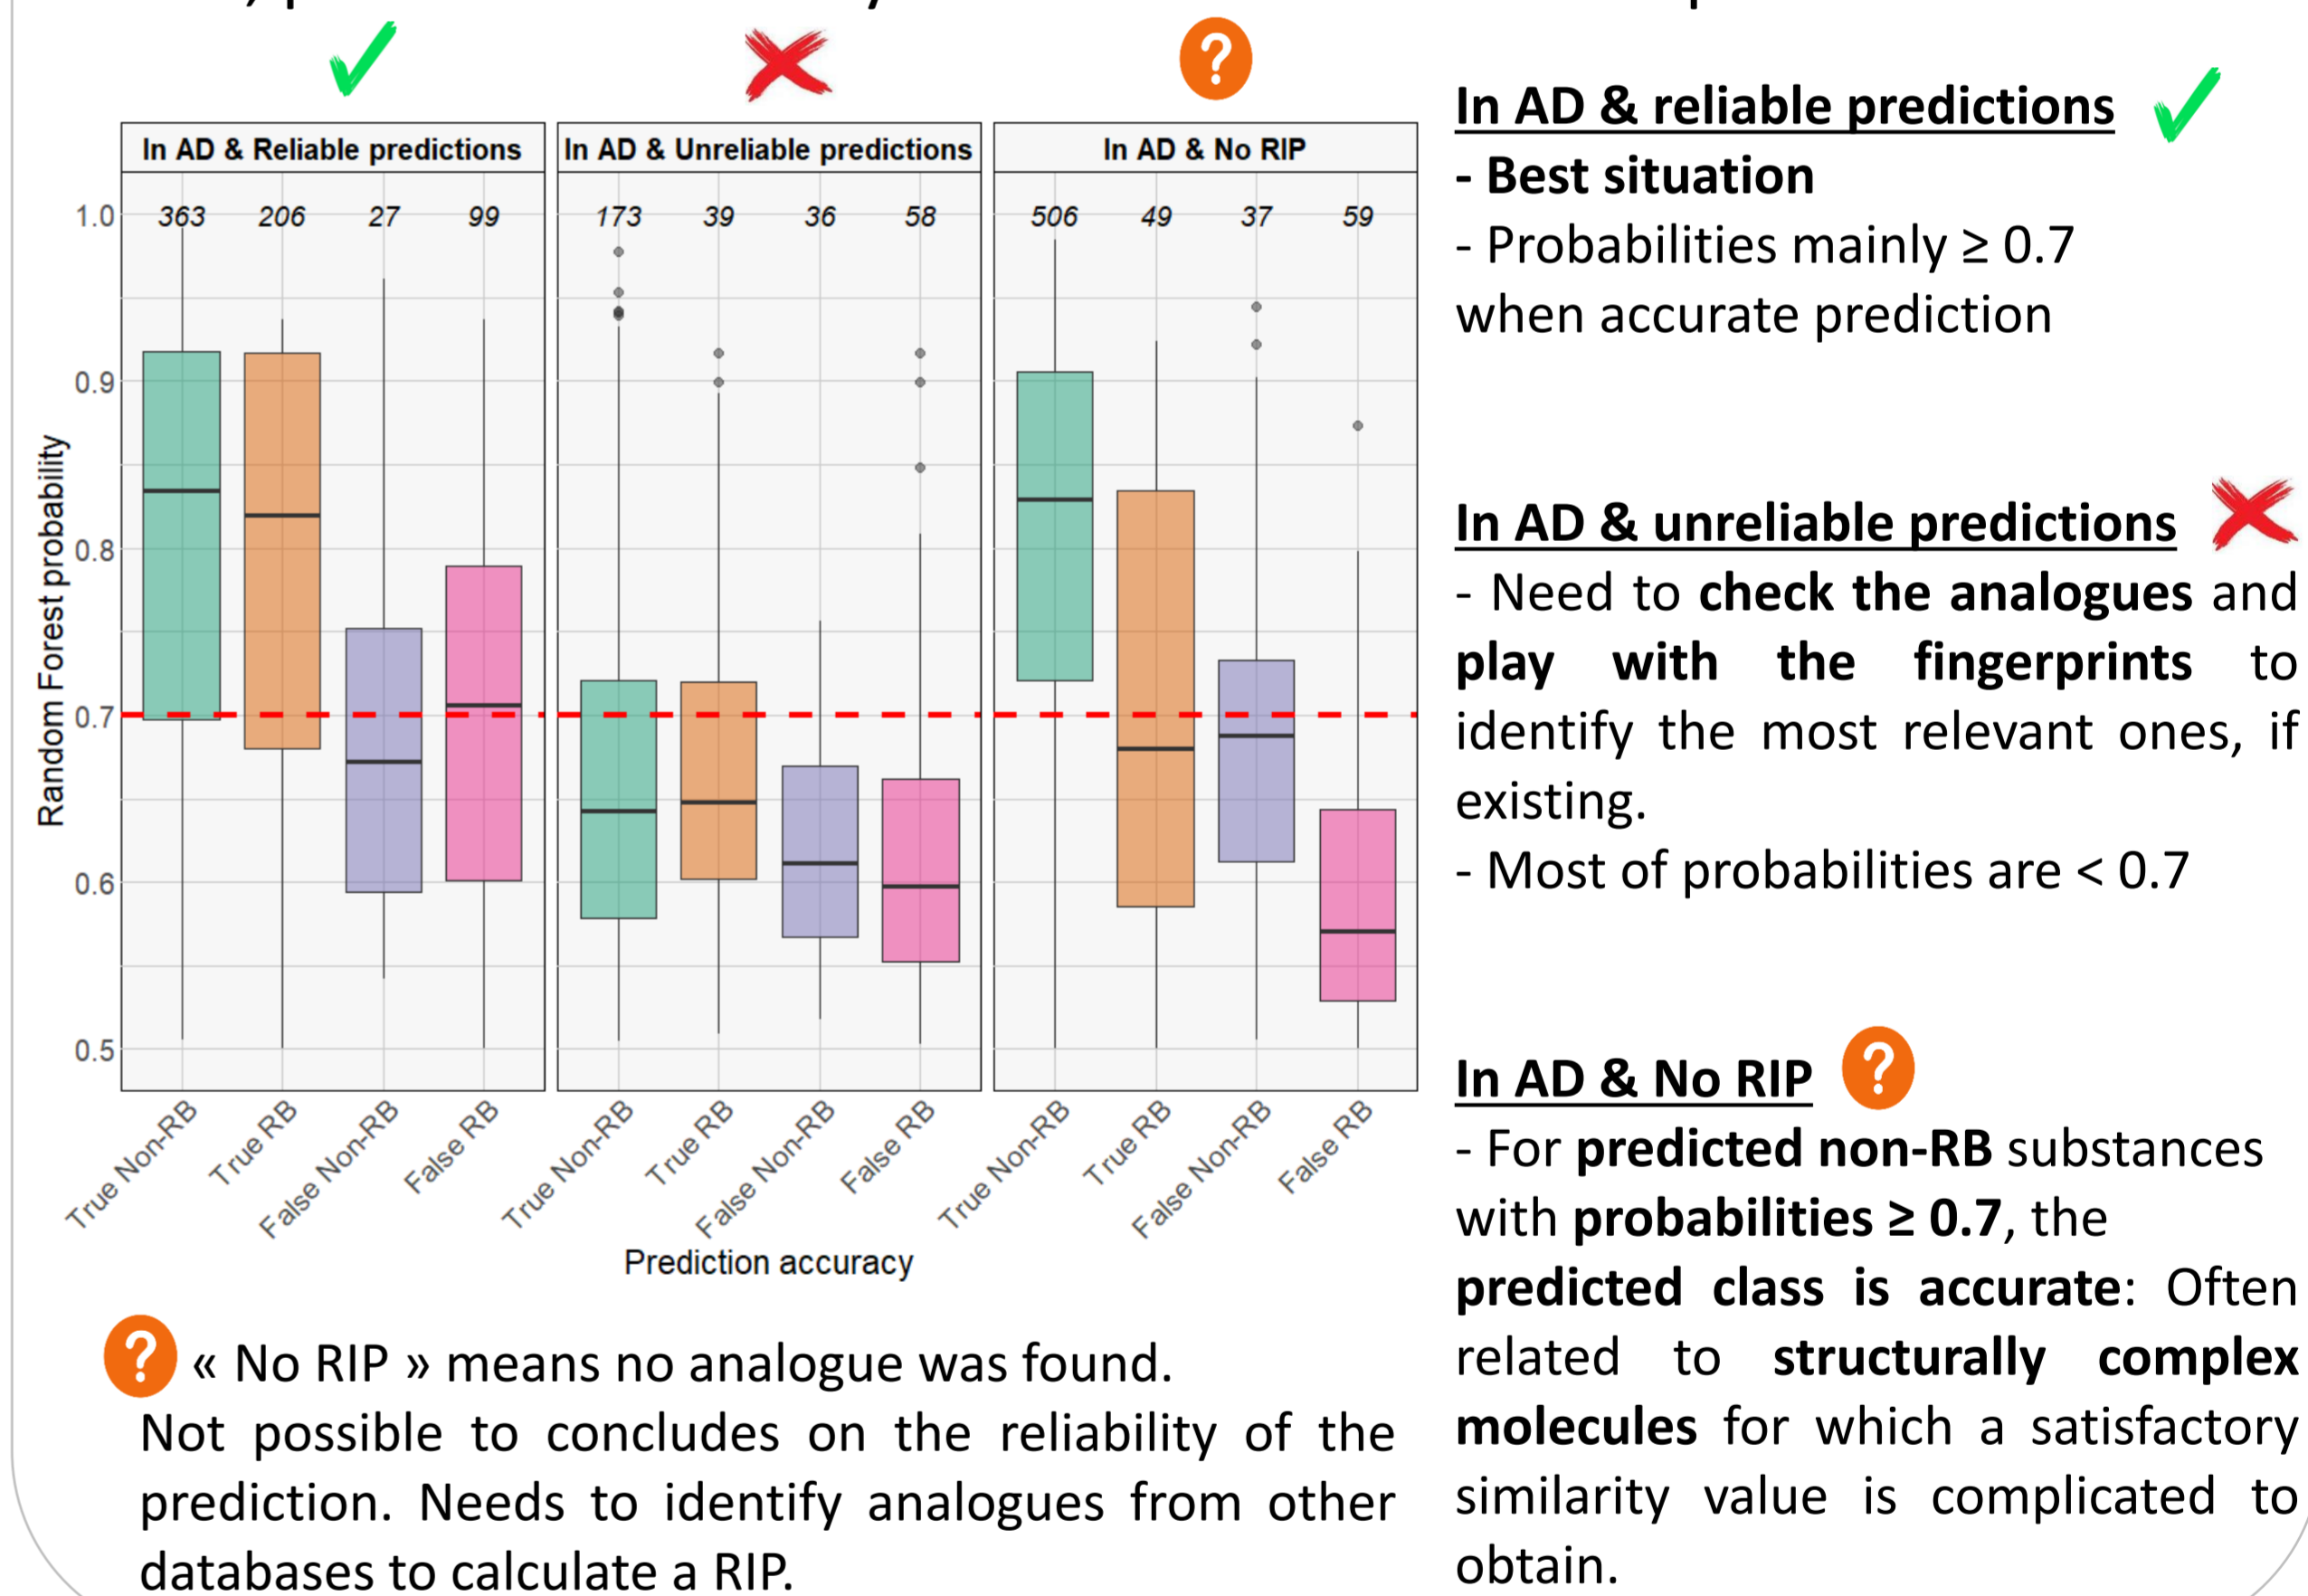 In AD & Reliable predictions
In AD & Unreliable predictions
In AD & No RIP
363 206 27 99
173 39 36 58
506 49 37 59
1.0
0.9
0.8
0.7
0.6
0.5
Random Forest probability
True Non-RB
True RB
False Non-RB
False RB
True Non-RB
True RB
False Non-RB
False RB
True Non-RB
True RB
False Non-RB
False RB
Prediction accuracy
? « No RIP » means no analogue was found.
Not possible to concludes on the reliability of the
prediction. Needs to identify analogues from other
databases to calculate a RIP.
?
In AD & reliable predictions
- Best situation
- Probabilities mainly ≥ 0.7
when accurate prediction
In AD & unreliable predictions
- Need to check the analogues and
play with the fingerprints to
identify the most relevant ones, if
existing.
- Most of probabilities are < 0.7
In AD & No RIP ?
- For predicted non-RB substances
with probabilities ≥ 0.7, the
predicted class is accurate: Often
related to structurally complex
molecules for which a satisfactory
similarity value is complicated to
obtain.